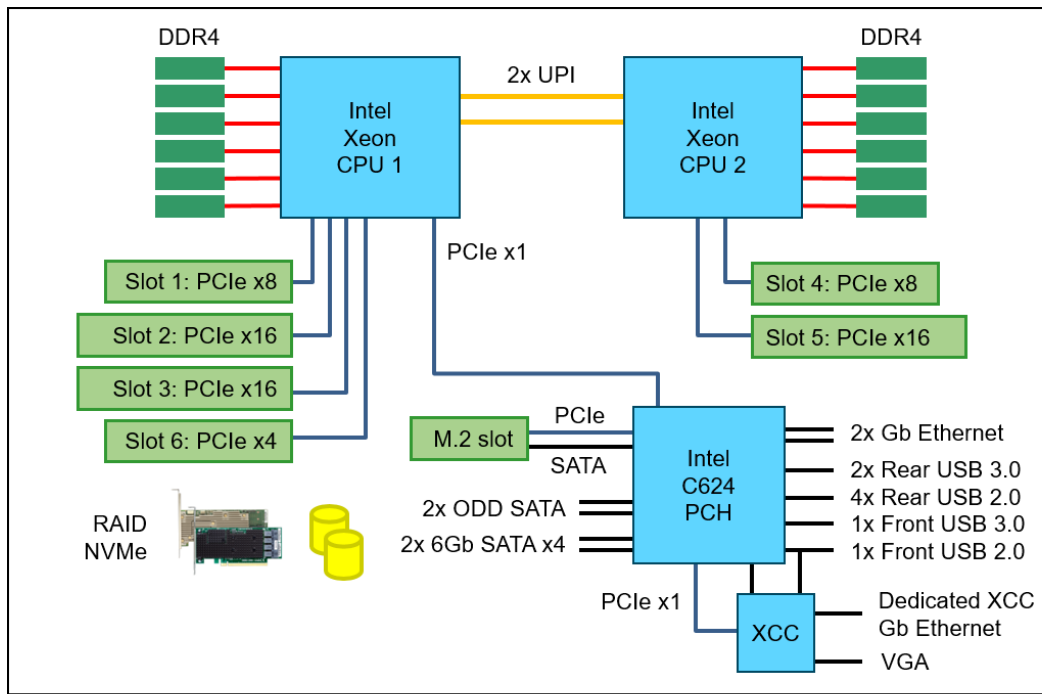 DDR4
DDR4
2x UPI
Intel
Xeon
CPU 1
Intel
Xeon
CPU 2
PCIe x1
Slot 1: PCIe x8
Slot 2: PCIe x16
Slot 3: PCIe x16
Slot 6: PCIe x4
Slot 4: PCIe x8
Slot 5: PCIe x16
M.2 slot
PCIe
SATA
Intel
C624
PCH
2x Gb Ethernet
2x Rear USB 3.0
4x Rear USB 2.0
1x Front USB 3.0
1x Front USB 2.0
2x ODD SATA
2x 6Gb SATA x4
RAID
NVMe
PCIe x1
XCC
Dedicated XCC
Gb Ethernet
VGA